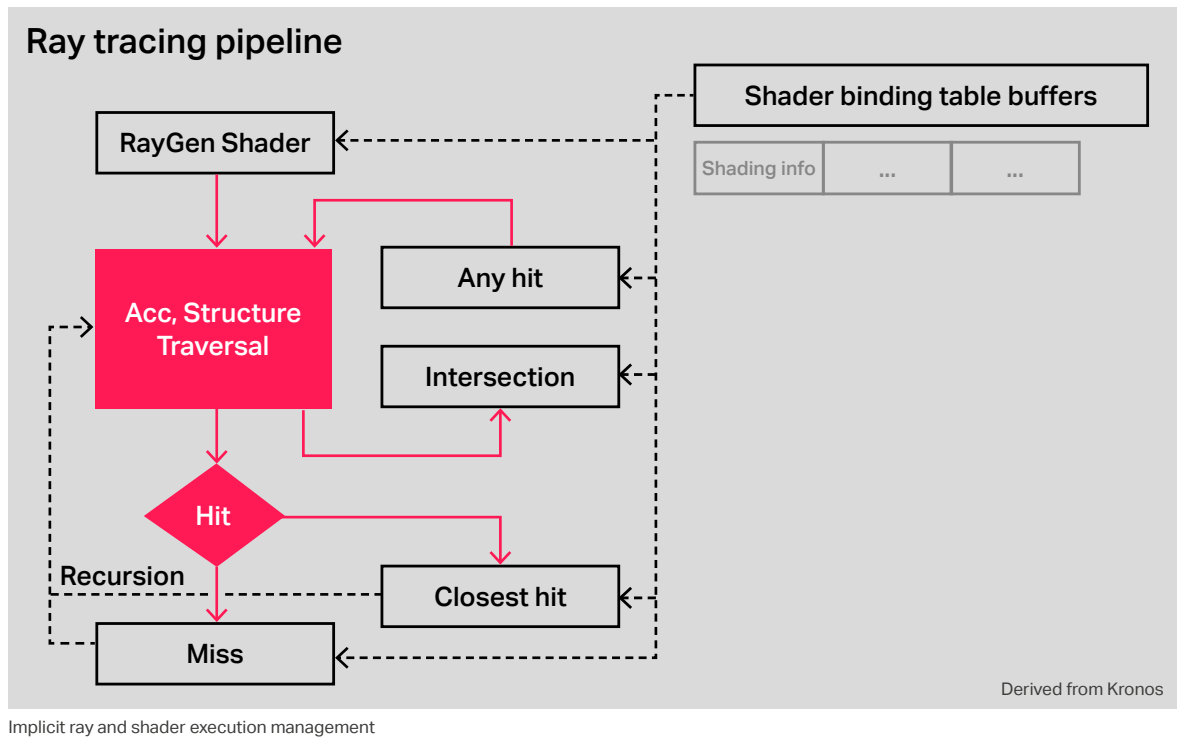 Ray tracing pipeline
Shader binding table buffers
RayGen Shader
Shading info
...
...
Any hit
Acc, Structure
Traversal
Intersection
Hit
Recursion
Closest hit
Miss
Derived from Kronos
Implicit ray and shader execution management